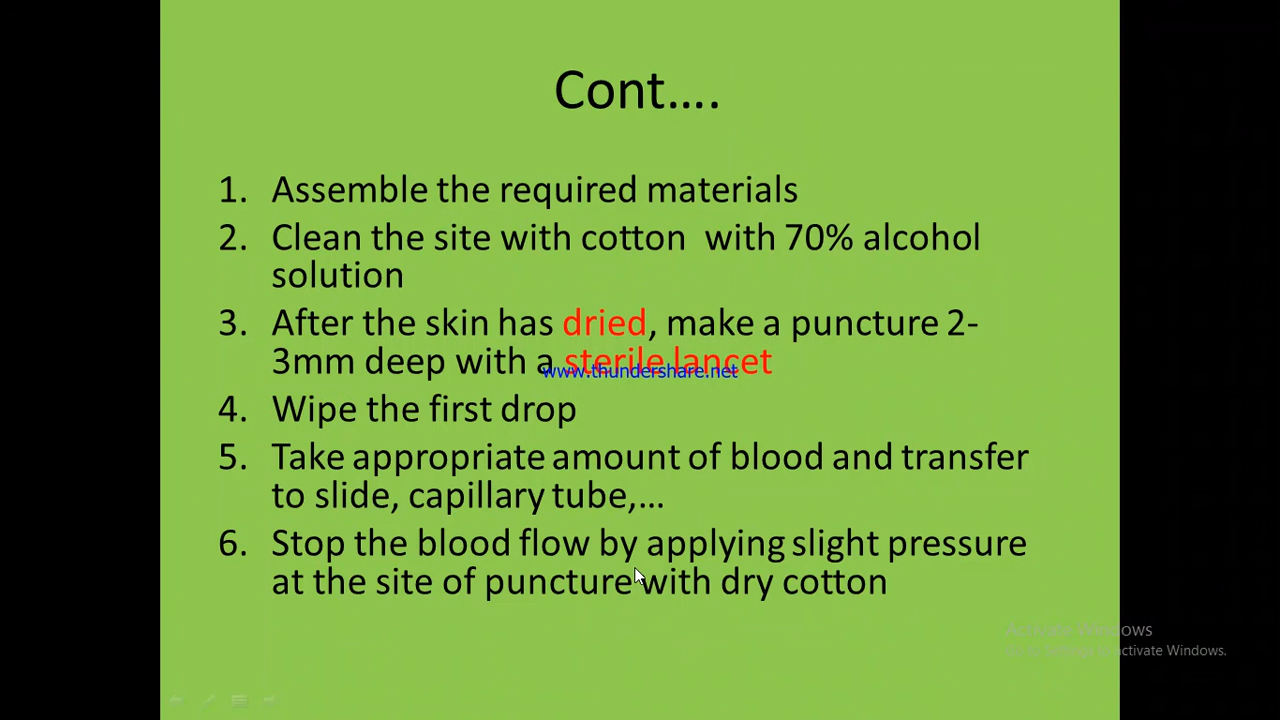 Cont....
1. Assemble the required materials
2. Clean the site with cotton with 70% alcohol
solution
3. After the skin has dried, make a puncture 2-
3mm deep with a sterile lancet
www.thundershare.net
4. Wipe the first drop
5. Take appropriate amount of blood and transfer
to slide, capillary tube,...
6. Stop the blood flow by applying slight pressure
at the site of puncture with dry cotton
Activate Windows
Go to Settings to activate Windows.